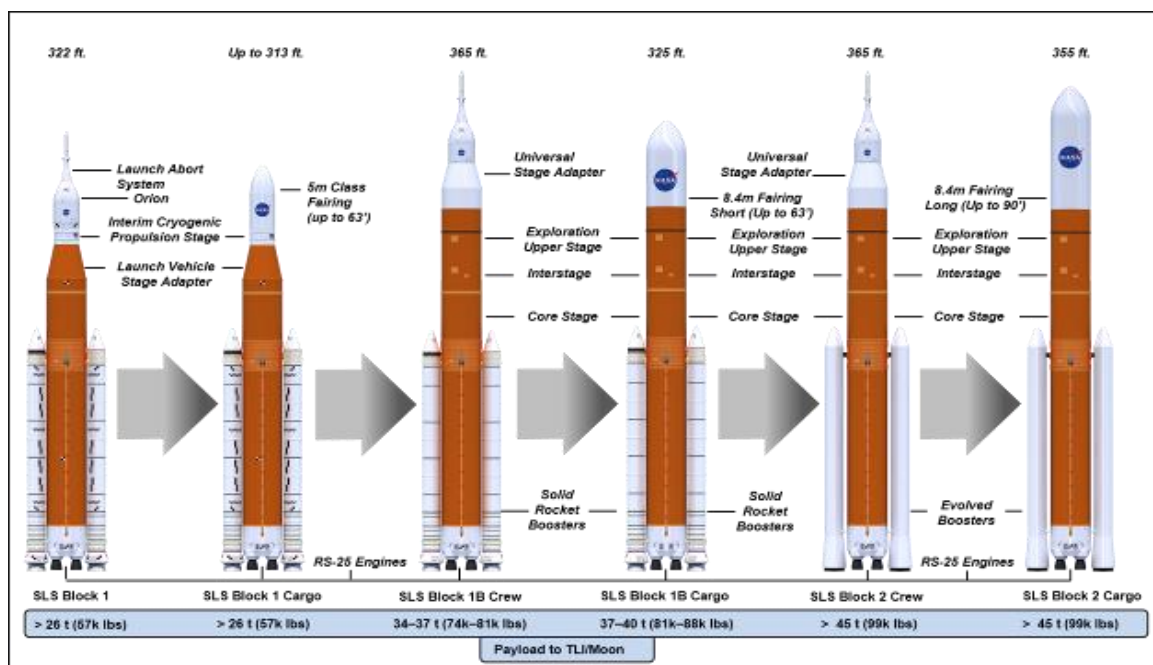 322 ft.
Up to 313 ft.
365 ft.
325 ft.
365 ft.
355 ft.
Launch Abort
System
Orion
Interim Cryogenic
Propulsion Stage
Launch Vehicle
Stage Adapter
5m Class
Fairing
(up to 63')
Universal
Stage Adapter
8.4m Fairing
Short (Up to 63')
Universal
Stage Adapter
8.4m Fairing
Long (Up to 90')
Exploration
Upper Stage
Exploration
Upper Stage
Exploration
Upper Stage
Interstage
Interstage
Interstage
Core Stage
Core Stage
Core Stage
Solid
Rocket
Boosters
Solid
Rocket
Boosters
Evolved
Boosters
RS-25 Engines
RS-25 Engines
NASA
NASA
SLS Block 1
SLS Block 1 Cargo
SLS Block 1B Crew
SLS Block 1B Cargo
SLS Block 2 Crew
SLS Block 2 Cargo
> 26 t (57k lbs)
> 26 t (57k lbs)
34–37 t (74k–81k lbs)
37–40 t (81k–88k lbs)
> 45 t (99k lbs)
> 45 t (99k lbs)
Payload to TLI/Moon